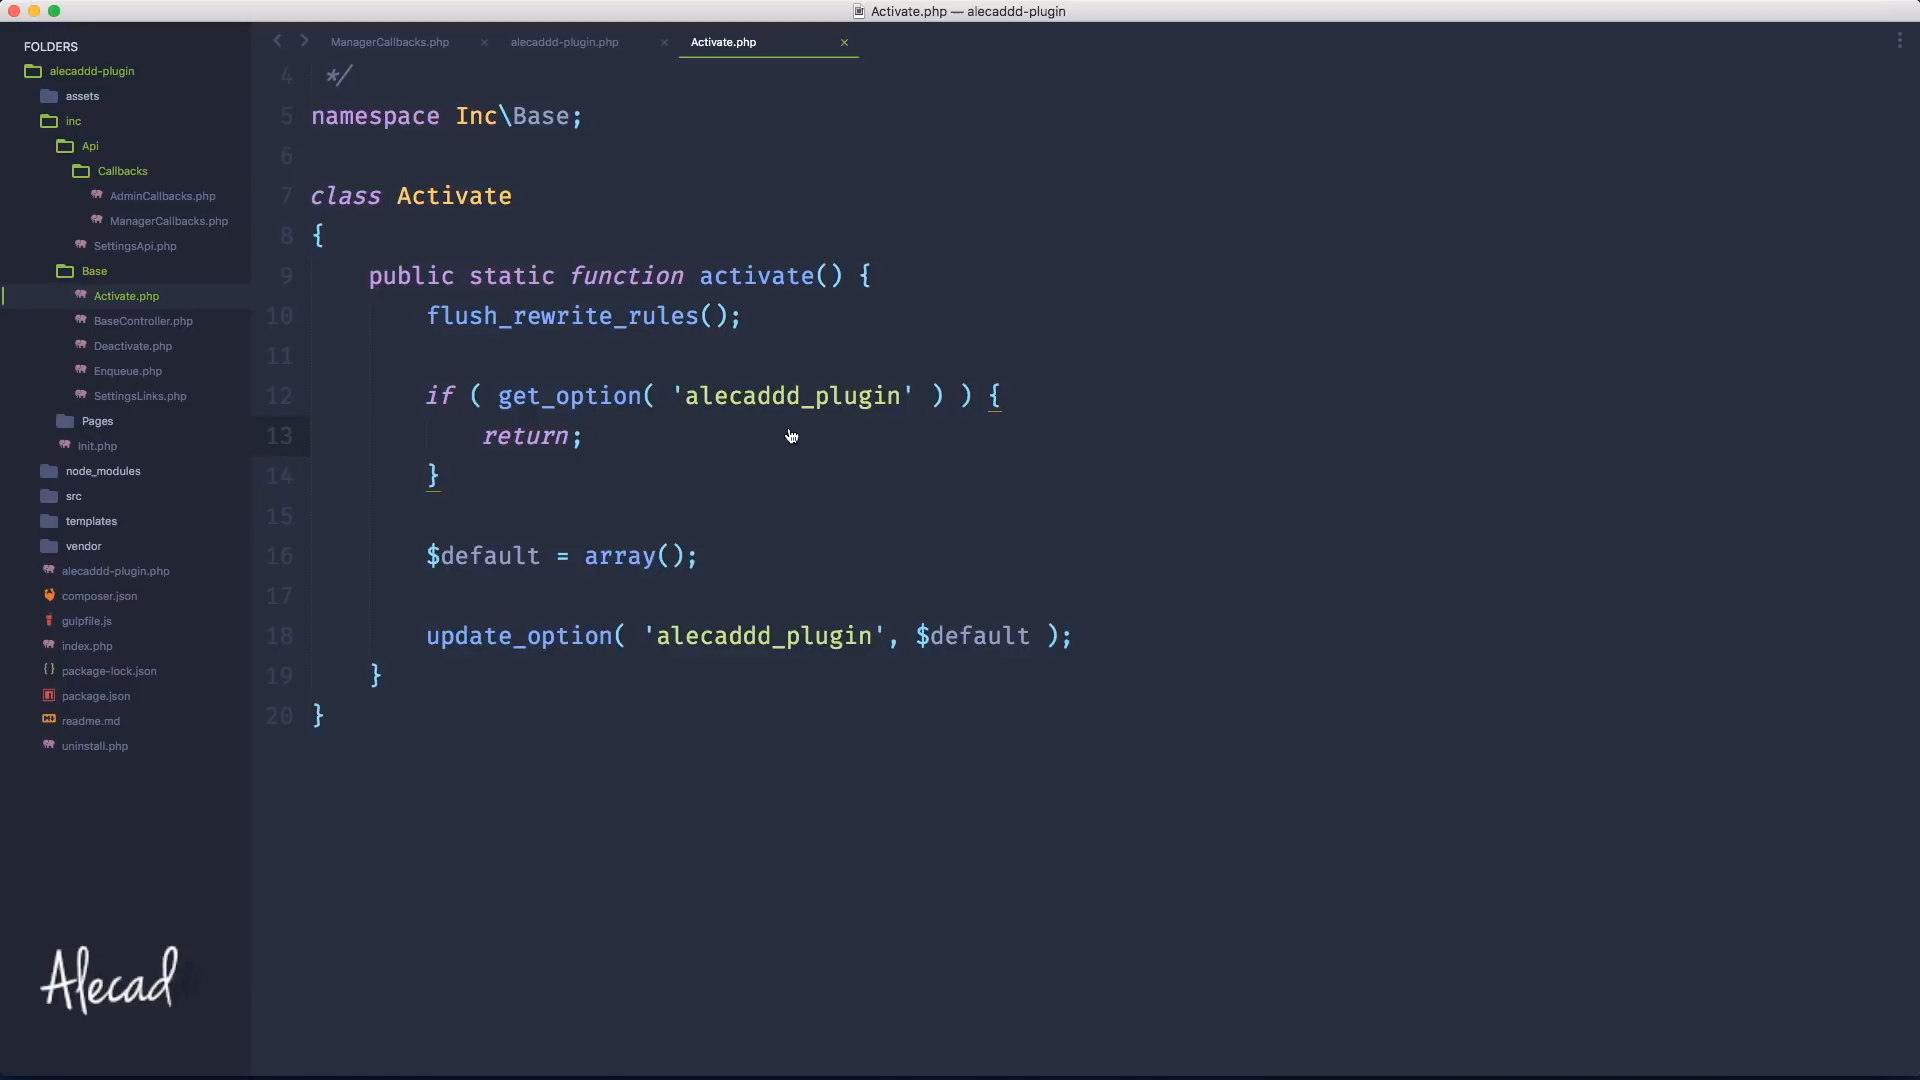 Activate.php — alecaddd-plugin
FOLDERS
alecaddd-plugin
assets
inc
Api
Callbacks
AdminCallbacks.php
ManagerCallbacks.php
SettingsApi.php
Base
Activate.php
BaseController.php
Deactivate.php
Enqueue.php
SettingsLinks.php
Pages
Init.php
node_modules
src
templates
vendor
alecaddd-plugin.php
composer.json
gulpfile.js
index.php
package-lock.json
package.json
readme.md
uninstall.php
Alecad
ManagerCallbacks.php × alecaddd-plugin.php × Activate.php ×
4 */
5 namespace Inc\Base;
6
7 class Activate
8 {
9 public static function activate() {
10 flush_rewrite_rules();
11
12 if ( get_option( 'alecaddd_plugin' ) ) {
13 return;
14 }
15
16 $default = array();
17
18 update_option( 'alecaddd_plugin', $default );
19 }
20 }